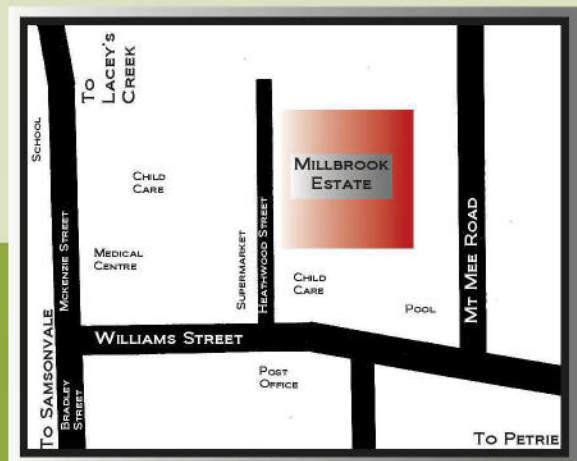 TO
LACEY'S
CREEK
SCHOOL
CHILD
CARE
MILLBROOK
ESTATE
MCKENZIE STREET
MEDICAL
CENTRE
SUPERMARKET
HEATHWOOD STREET
CHILD
CARE
POOL
MT MEE ROAD
WILLIAMS STREET
TO SAMSONVALE
BRADLEY
STREET
POST
OFFICE
TO PETRIE